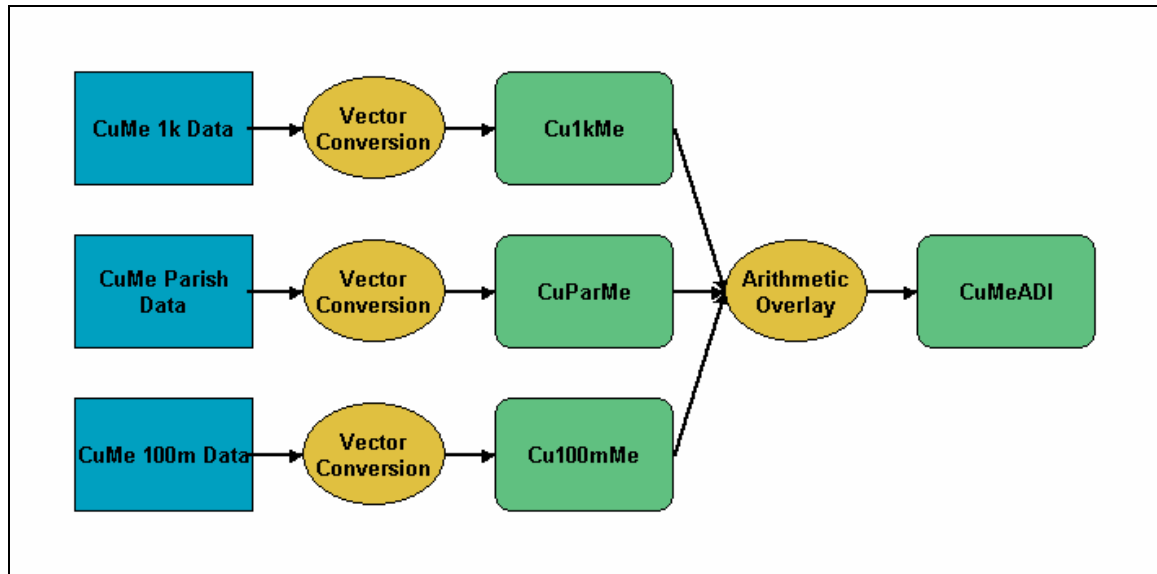 CuMe 1k Data
Vector
Conversion
Cu1kMe
CuMe Parish
Data
Vector
Conversion
CuParMe
Arithmetic
Overlay
CuMeADI
CuMe 100m Data
Vector
Conversion
Cu100mMe